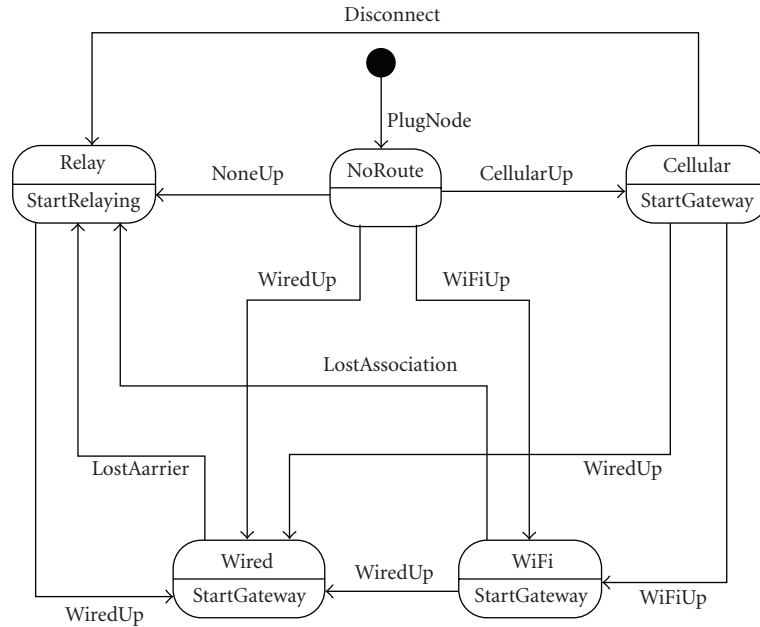 Disconnect
PlugNode
Relay
StartRelaying
NoneUp
NoRoute
CellularUp
Cellular
StartGateway
WiredUp
WiFiUp
LostAssociation
LostAarrier
WiredUp
Wired
StartGateway
WiredUp
WiFi
StartGateway
WiredUp
WiFiUp